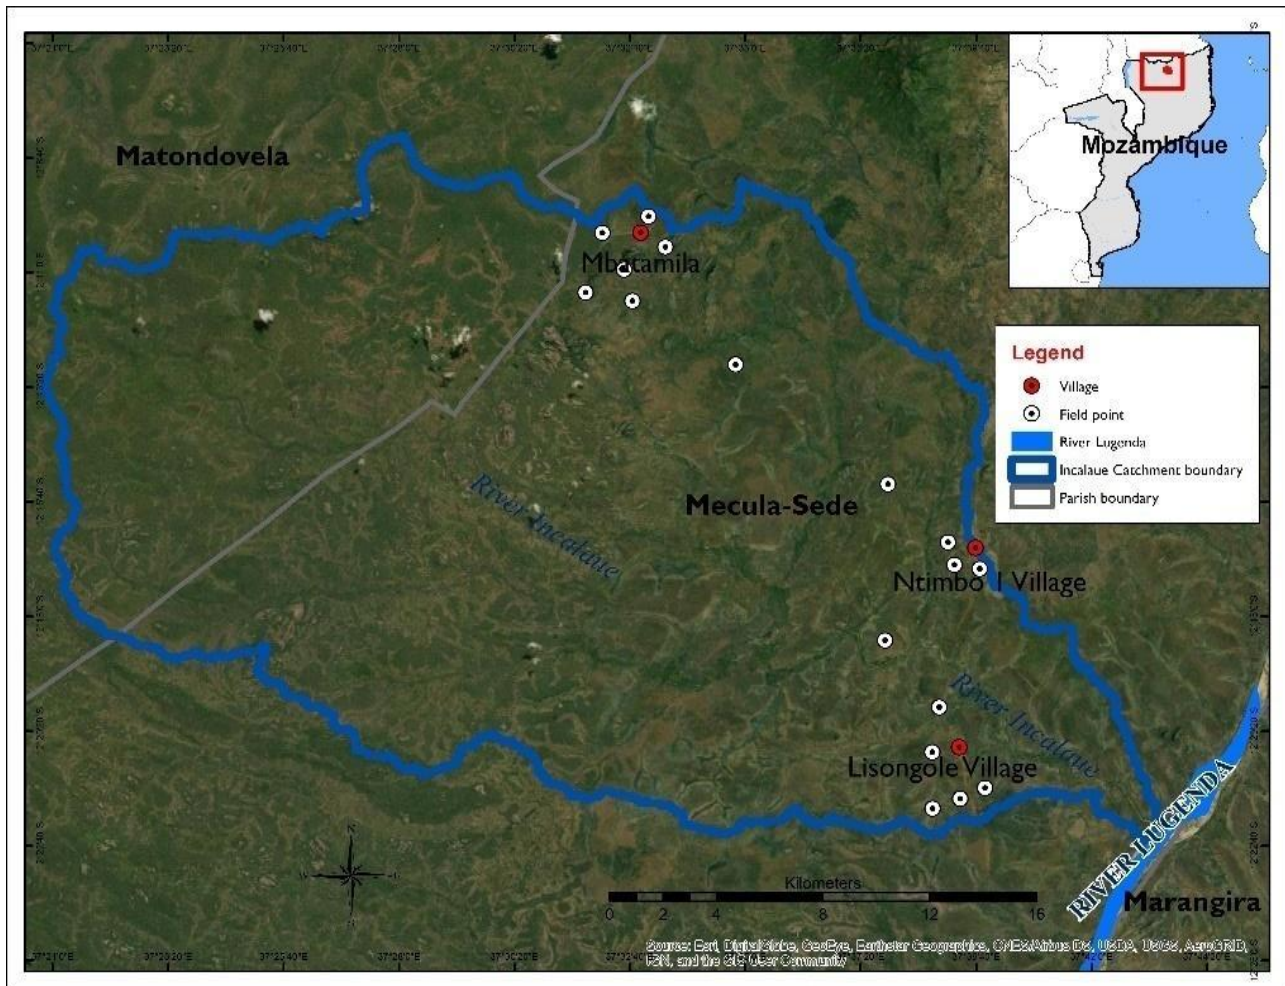 Matondovela
Mozambique
Mbatamila
Legend
Village
Field point
River Lugenda
Incalaue Catchment boundary
Parish boundary
River Incalaue
Mecula-Sede
Ntimbo 1 Village
River Incalaue
Lisongole Village
RIVER LUGENDA
Marangira
Kilometers
0 2 4 8 12 16
Source: Esri, DigitalGlobe, GeoEye, Earthstar Geographics, CNES/Airbus DS, USDA, USGS, AeroGRID,
IGN, and the GIS User Community